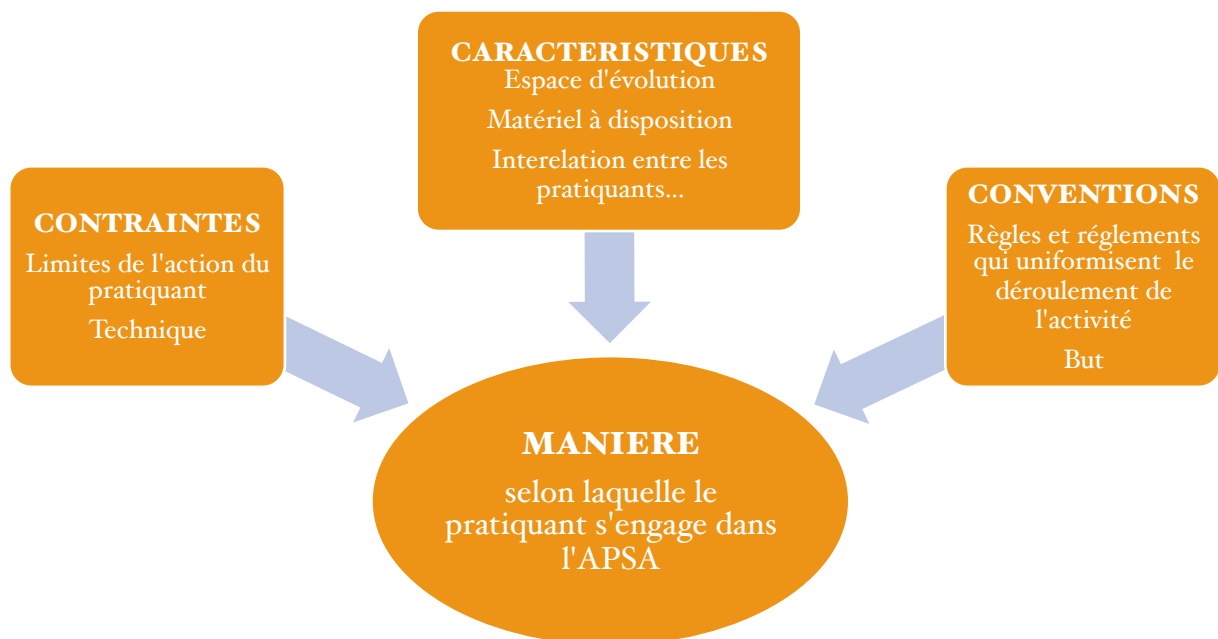 CARACTERISTIQUES
Espace d'évolution
Matériel à disposition
Interelation entre les
pratiquants...
CONTRAINTES
Limites de l'action du
pratiquant
Technique
CONVENTIONS
Règles et réglements
qui uniformisent le
déroulement de
l'activité
But
MANIERE
selon laquelle le
pratiquant s'engage dans
l'APSA